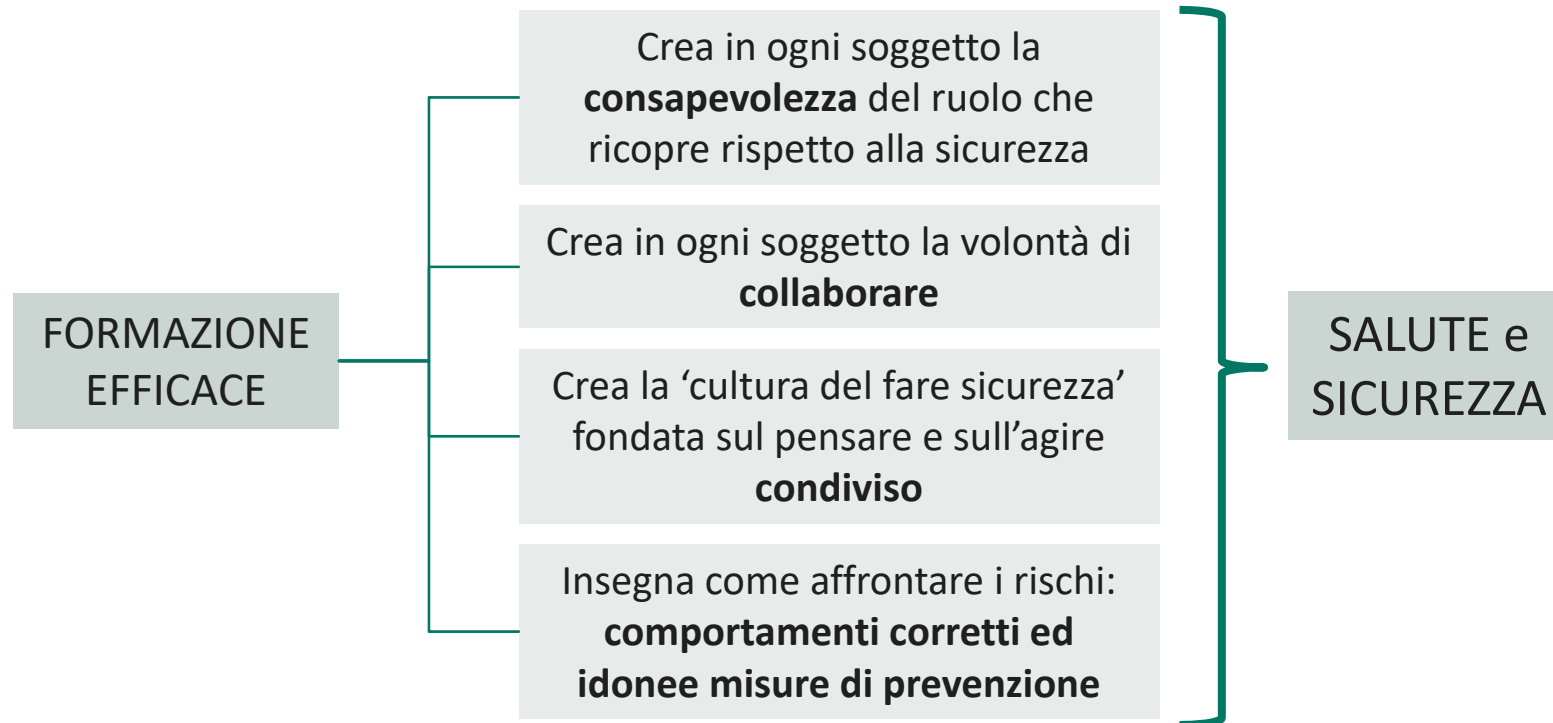 Crea in ogni soggetto la
consapevolezza del ruolo che
ricopre rispetto alla sicurezza
Crea in ogni soggetto la volontà di
collaborare
FORMAZIONE
EFFICACE
Crea la ‘cultura del fare sicurezza’
fondata sul pensare e sull’agire
condiviso
Insegna come affrontare i rischi:
comportamenti corretti ed
idonee misure di prevenzione
SALUTE e
SICUREZZA